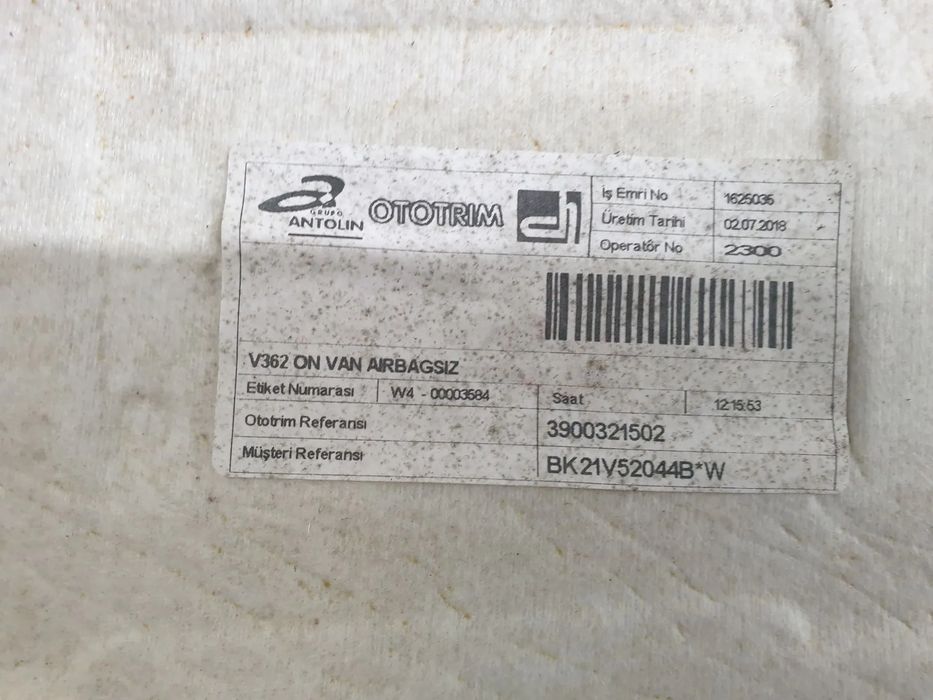 GRUPO
ANTOLIN
OTOTRIM
İş Emri No 1625035
Üretim Tarihi 02.07.2018
Operatör No 2300
V362 ON VAN AIRBAGSIZ
Etiket Numarası W4 - 00003584
Saat 12:15:53
Ototrim Referansı 3900321502
Müşteri Referansı BK21V52044B*W